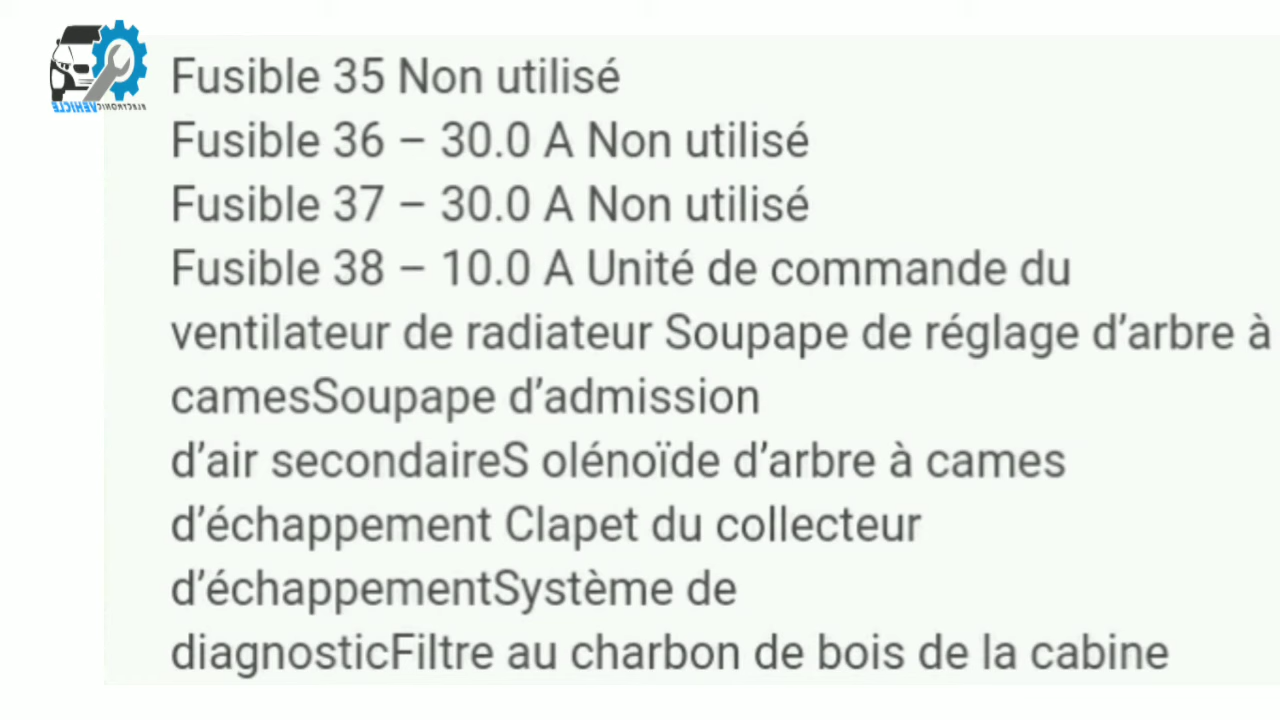 ELECTRONIC VEHICLE
Fusible 35 Non utilisé
Fusible 36 – 30.0 A Non utilisé
Fusible 37 – 30.0 A Non utilisé
Fusible 38 – 10.0 A Unité de commande du
ventilateur de radiateur Soupape de réglage d’arbre à
camesSoupape d’admission
d’air secondaireS olénoïde d’arbre à cames
d’échappement Clapet du collecteur
d’échappementSystème de
diagnosticFiltre au charbon de bois de la cabine